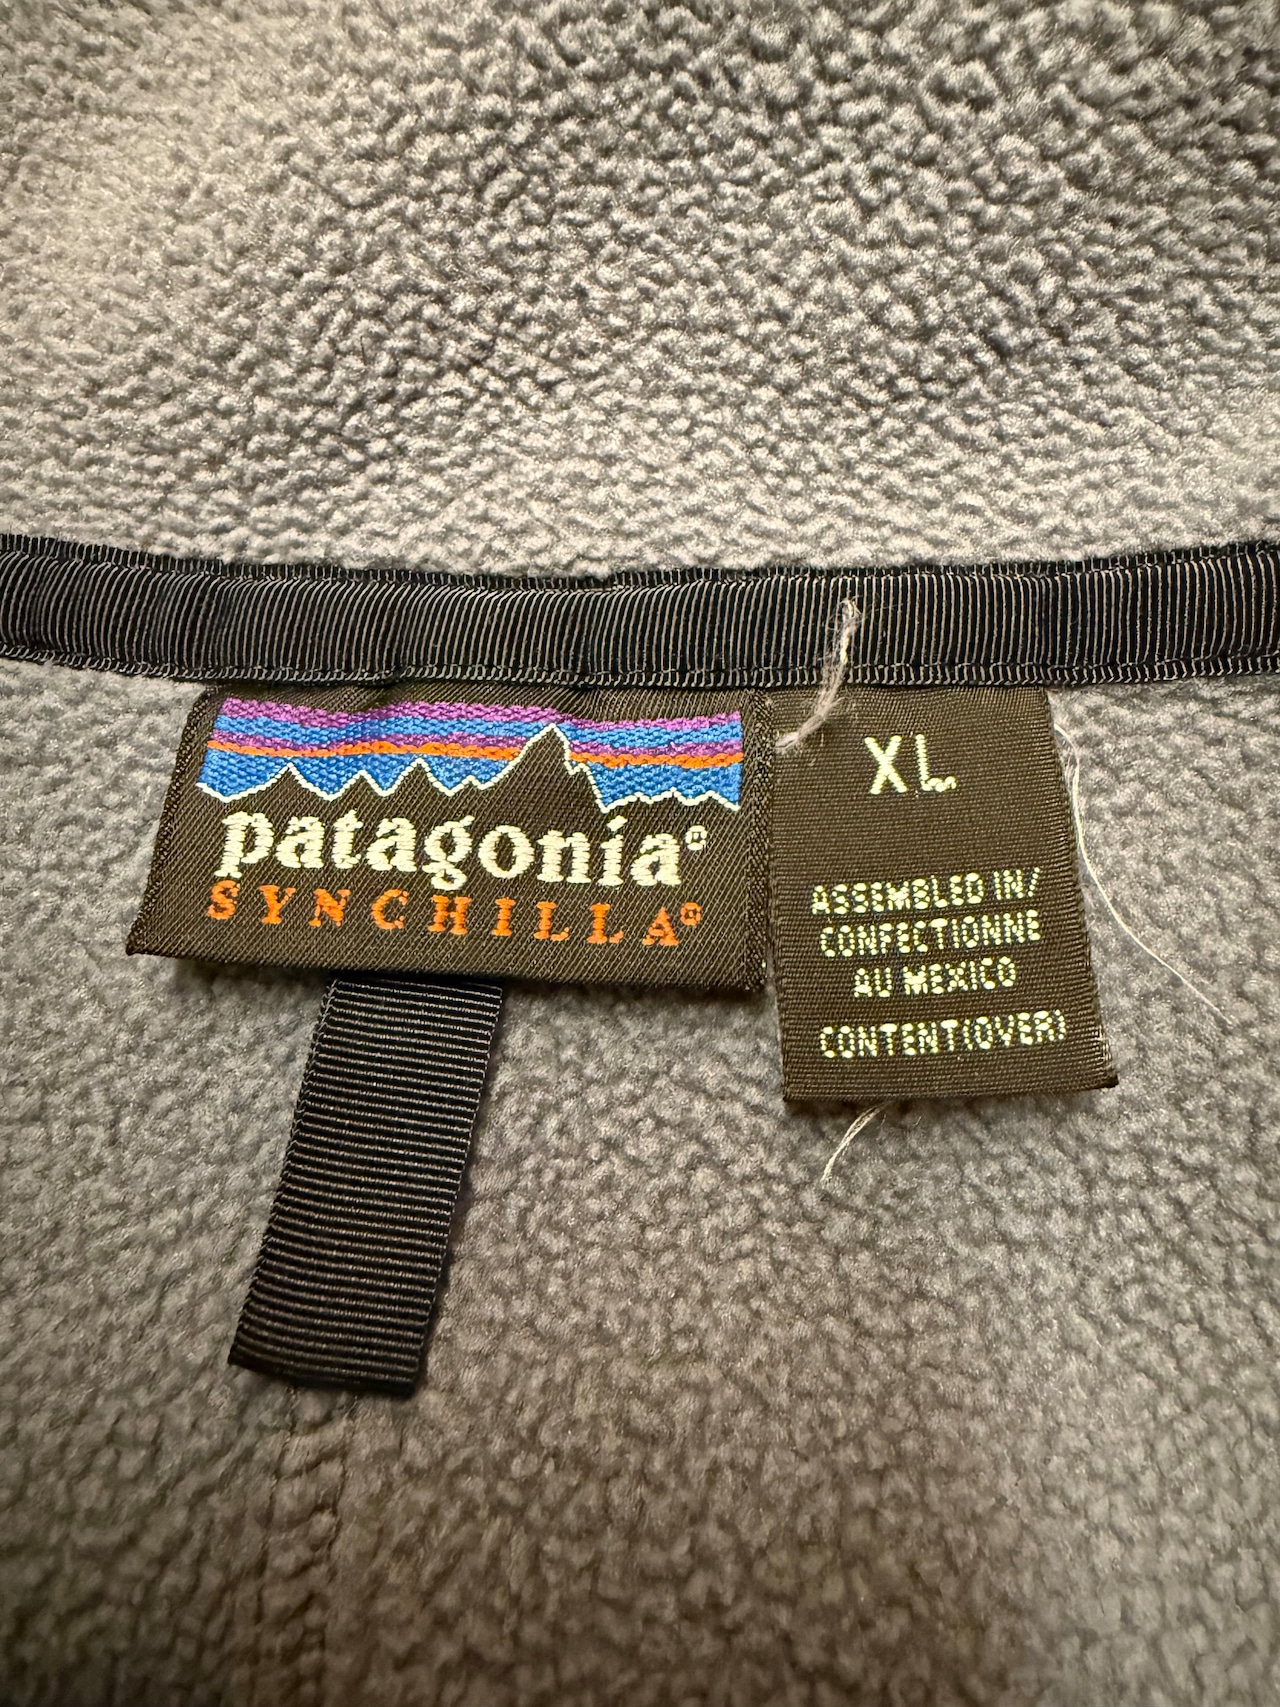 patagonia®
SYNCHILLA®
XL
ASSEMBLED IN/
CONFECTIONNE
AU MEXICO
CONTENT(OVER)